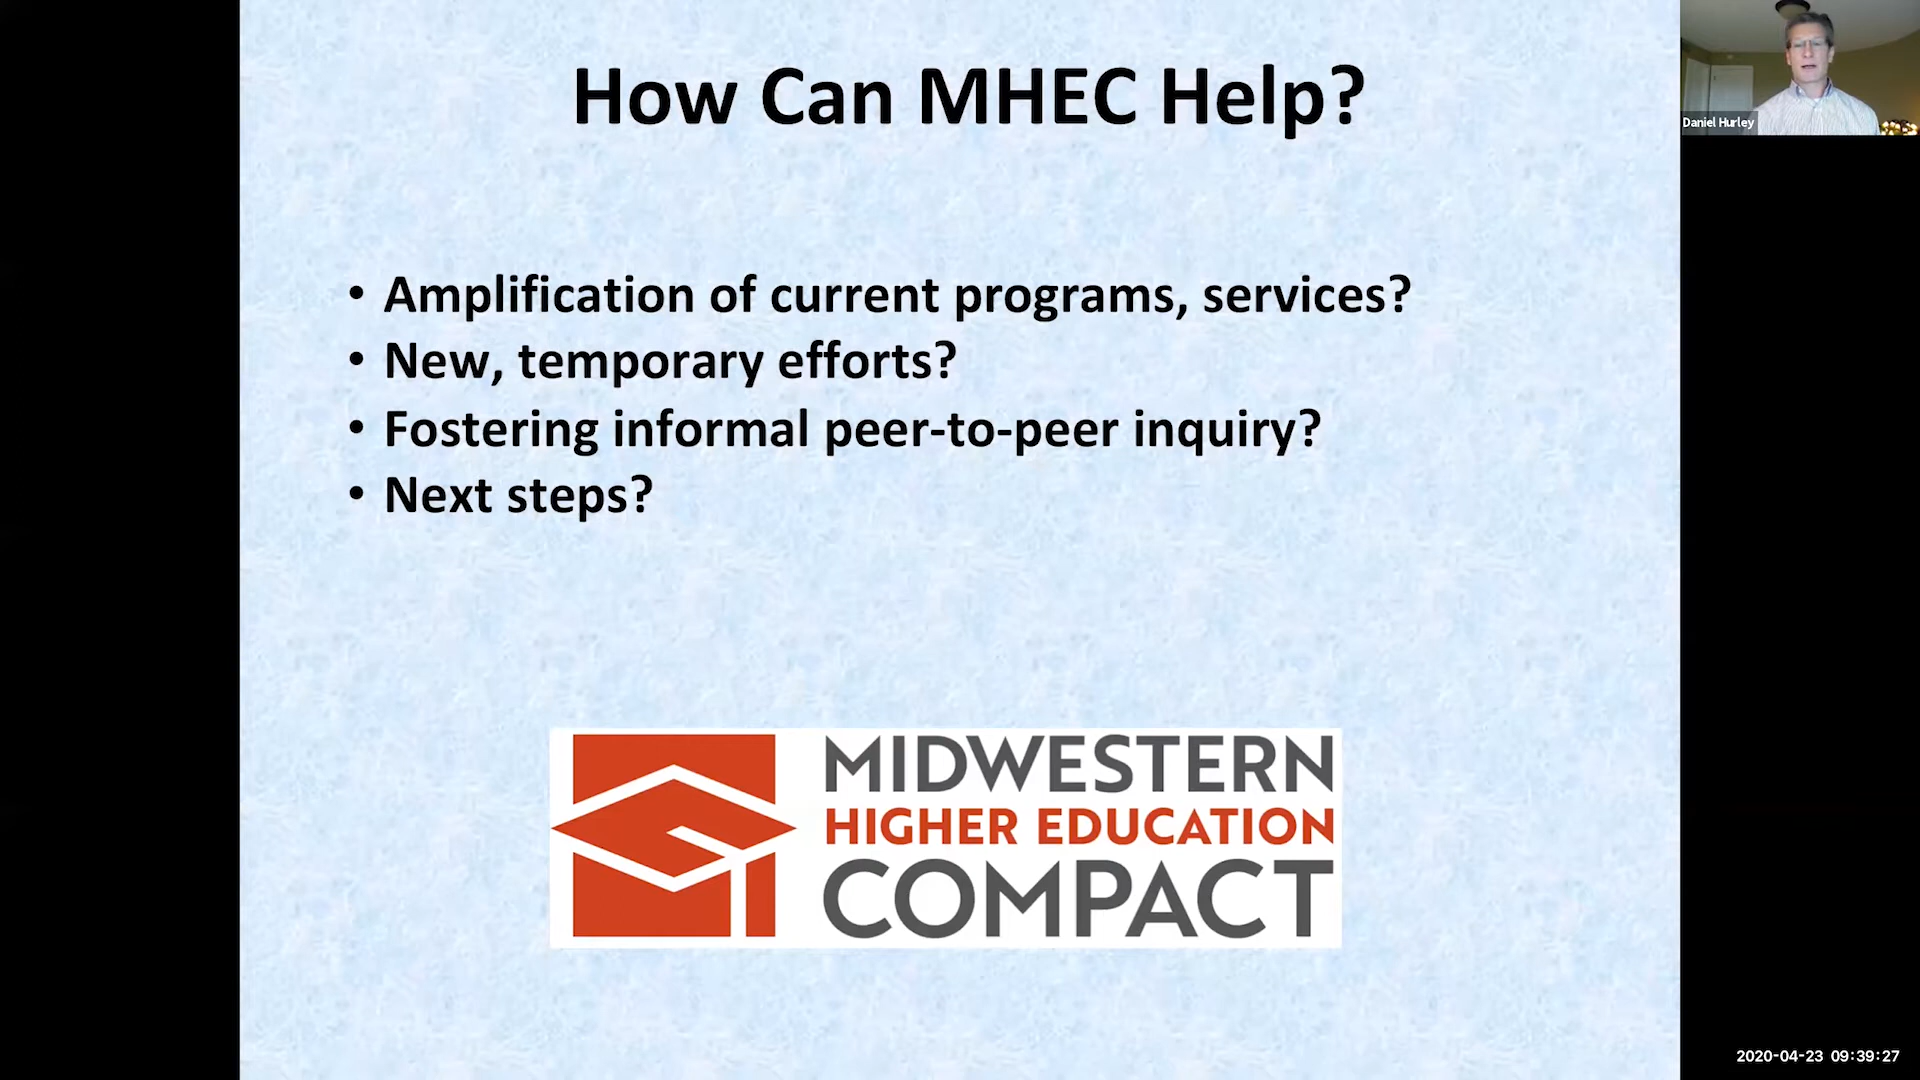 How Can MHEC Help?
Daniel Hurley
• Amplification of current programs, services?
• New, temporary efforts?
• Fostering informal peer-to-peer inquiry?
• Next steps?
MIDWESTERN
HIGHER EDUCATION
COMPACT
2020-04-23 09:39:27